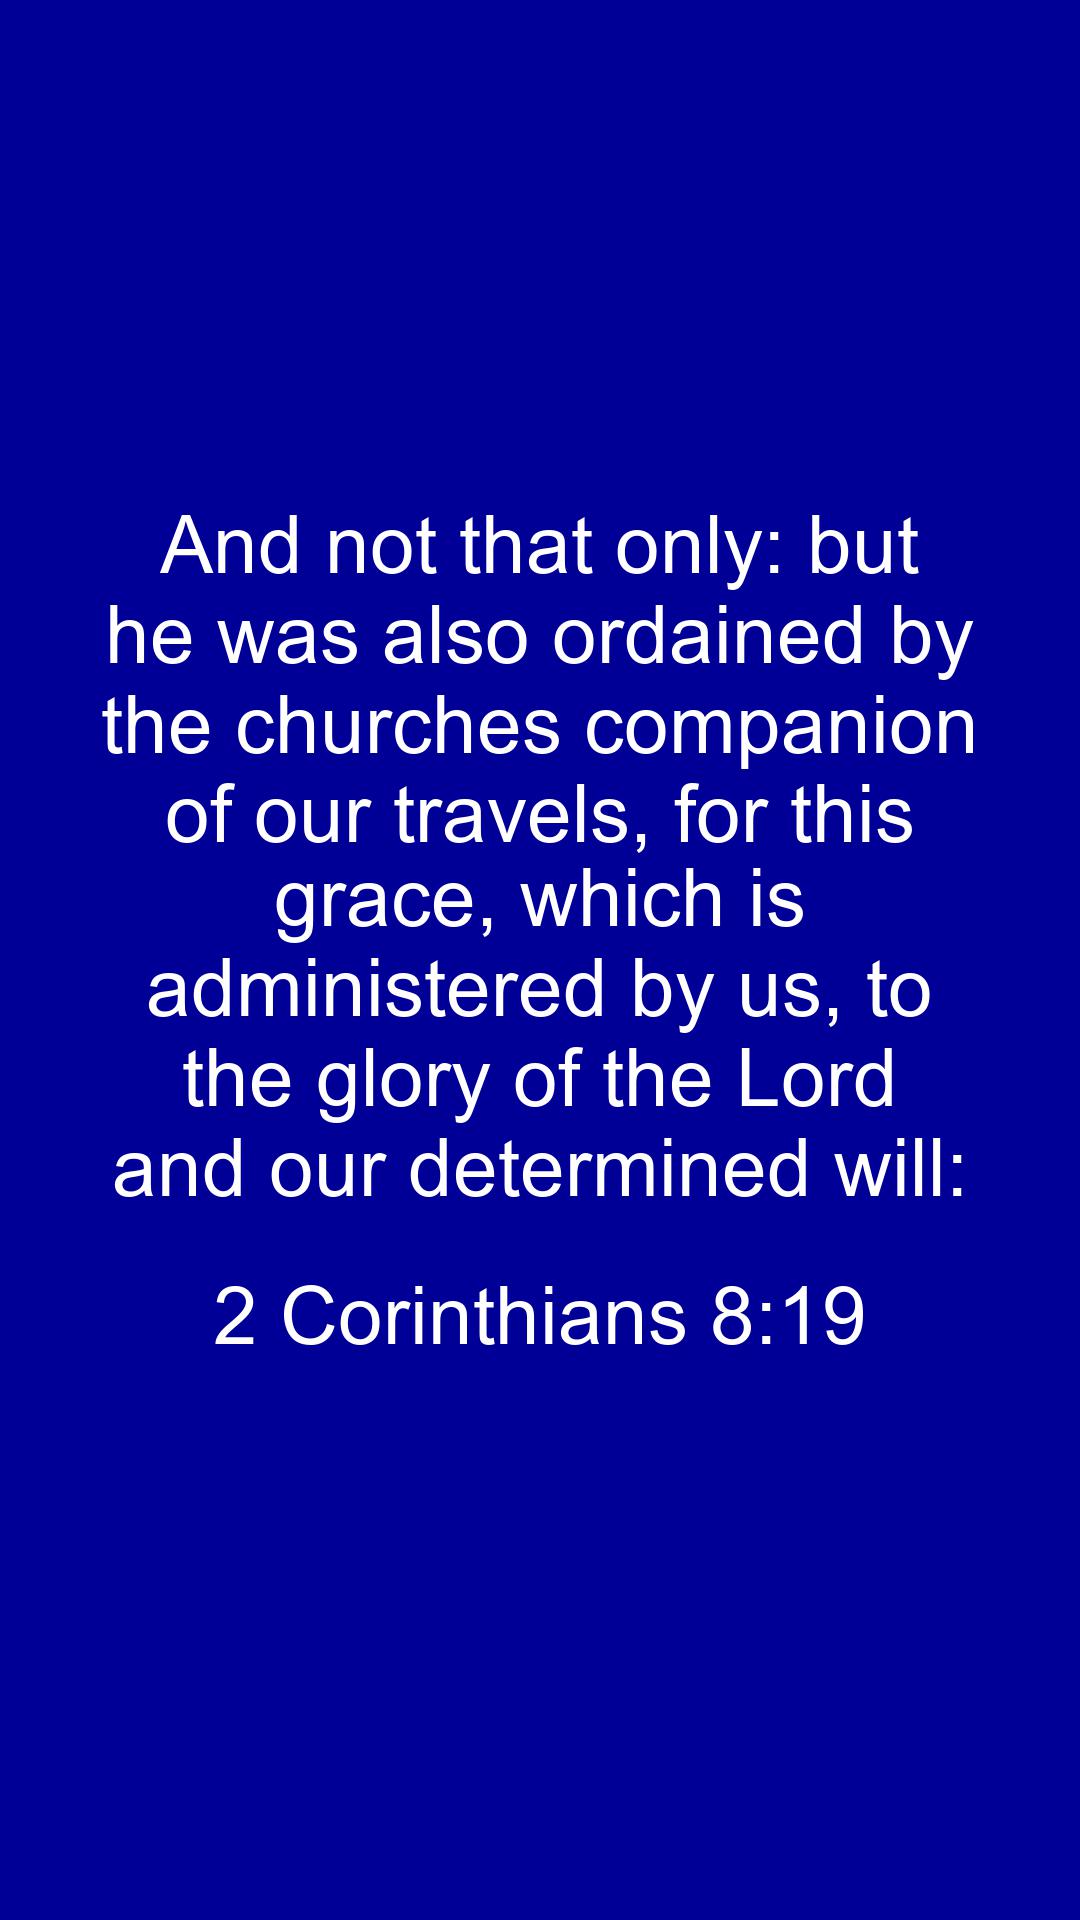 And not that only: but
he was also ordained by
the churches companion
of our travels, for this
grace, which is
administered by us, to
the glory of the Lord
and our determined will:
2 Corinthians 8:19